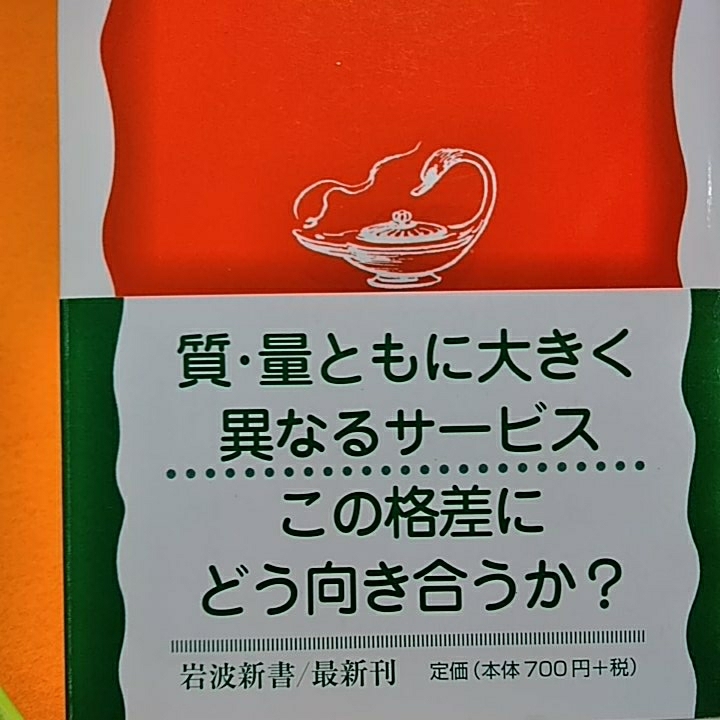 質・量ともに大きく
異なるサービス
この格差に
どう向き合うか？
岩波新書/最新刊 定価（本体700円＋税）